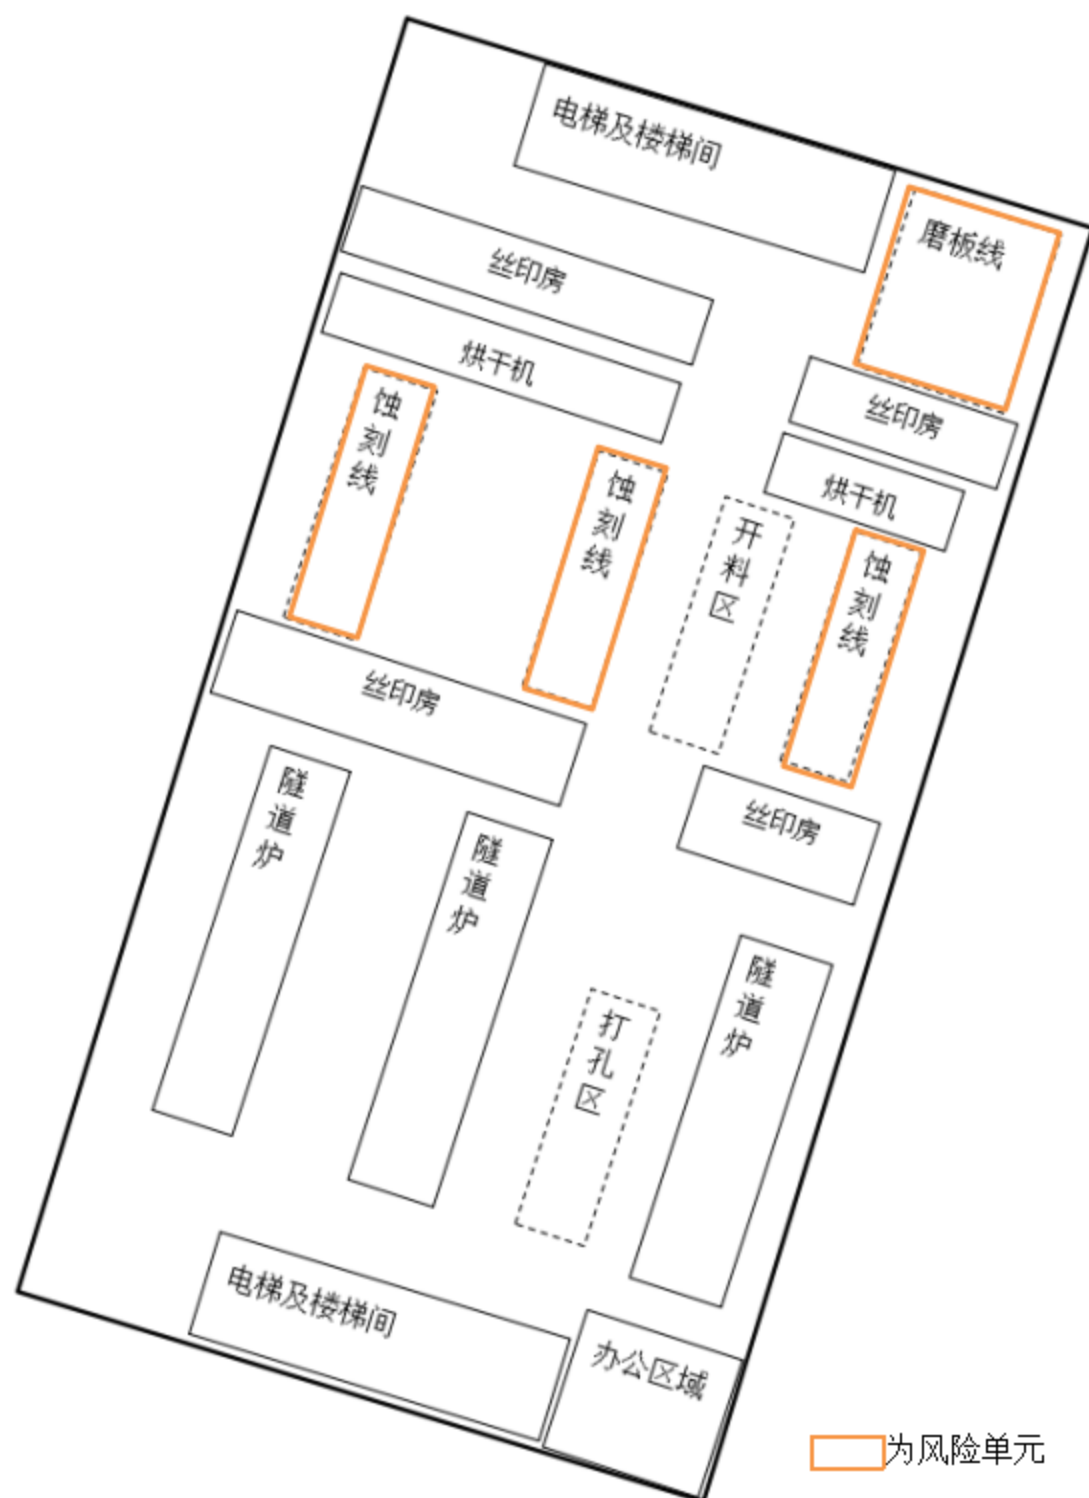 电梯及楼梯间
磨板线
丝印房
烘干机
丝印房
蚀刻线
蚀刻线
烘干机
开料区
蚀刻线
丝印房
隧道炉
丝印房
隧道炉
隧道炉
打孔区
电梯及楼梯间
办公区域
为风险单元